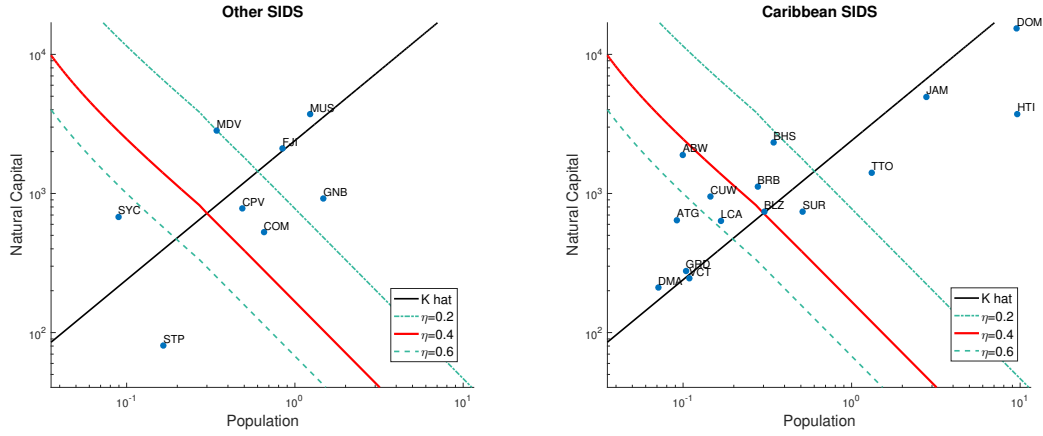 Other SIDS
10^4
10^3
10^2
Natural Capital
MUS
MDV
FJI
GNB
CPV
SYC
COM
STP
K hat
η=0.2
η=0.4
η=0.6
10^-1
10^0
10^1
Population
Caribbean SIDS
10^4
10^3
10^2
Natural Capital
DOM
JAM
HTI
BHS
ABW
TTO
BRB
CUW
BLZ
SUR
ATG
LCA
GRD
VCT
DMA
K hat
η=0.2
η=0.4
η=0.6
10^-1
10^0
10^1
Population